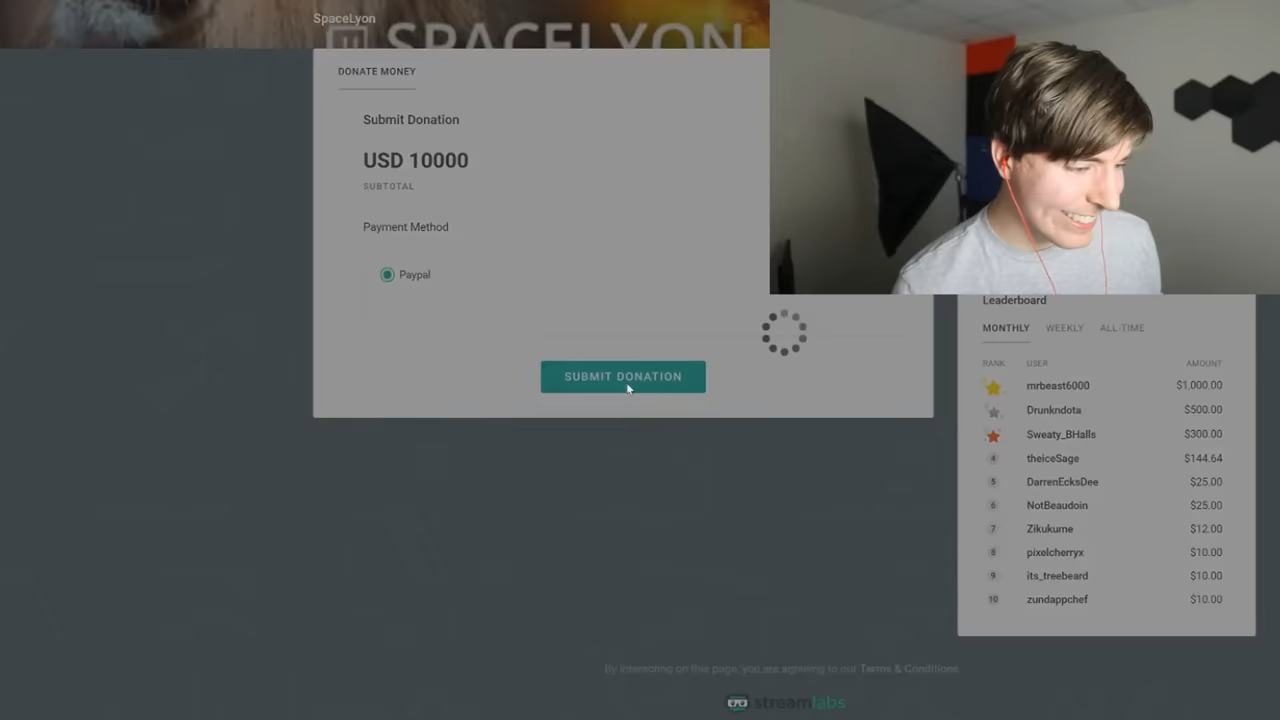 SpaceLyon
SPACELYON
DONATE MONEY
Submit Donation
USD 10000
SUBTOTAL
Payment Method
Paypal
SUBMIT DONATION
Leaderboard
MONTHLY WEEKLY ALL-TIME
RANK USER AMOUNT
mrbeast6000 $1,000.00
Drunkndota $500.00
Sweaty_BHalls $300.00
4 theiceSage $144.64
5 DarrenEcksDee $25.00
6 NotBeaudoin $25.00
7 Zikukume $12.00
8 pixelcherryx $10.00
9 its_treebeard $10.00
10 zundappchef $10.00
By interacting on this page, you are agreeing to our Terms & Conditions
streamlabs